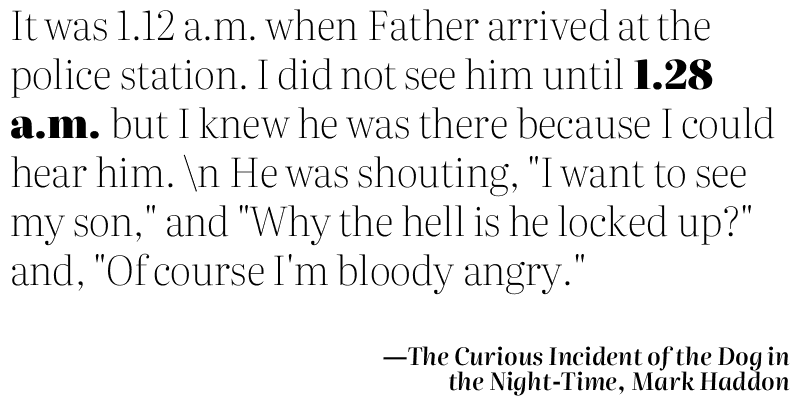 It was 1.12 a.m. when Father arrived at the
police station. I did not see him until 1.28
a.m. but I knew he was there because I could
hear him. \n He was shouting, "I want to see
my son," and "Why the hell is he locked up?"
and, "Of course I'm bloody angry."
—The Curious Incident of the Dog in
the Night-Time, Mark Haddon